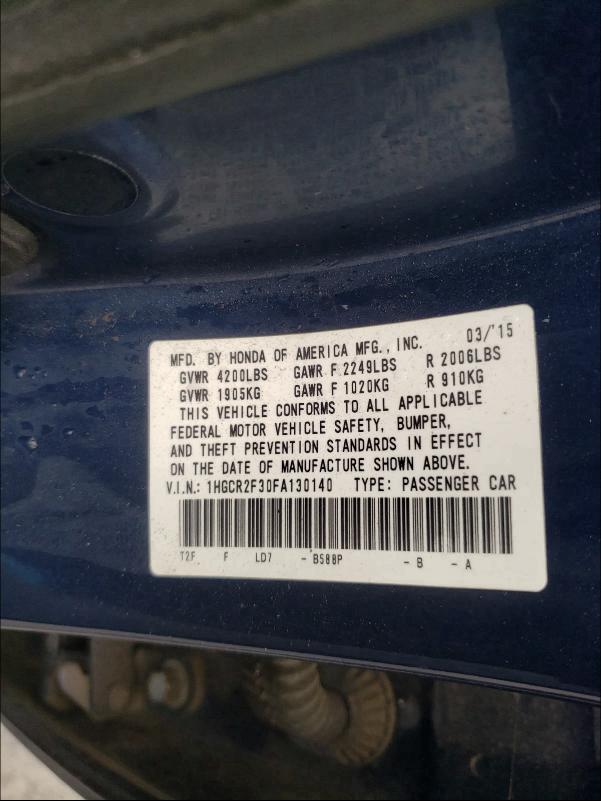 MFD. BY HONDA OF AMERICA MFG., INC. 03/'15
GVWR 4200LBS GAWR F 2249LBS R 2006LBS
GVWR 1905KG GAWR F 1020KG R 910KG
THIS VEHICLE CONFORMS TO ALL APPLICABLE
FEDERAL MOTOR VEHICLE SAFETY, BUMPER,
AND THEFT PREVENTION STANDARDS IN EFFECT
ON THE DATE OF MANUFACTURE SHOWN ABOVE.
V.I.N.: 1HGCR2F30FA130140 TYPE: PASSENGER CAR
T2F F LD7 - B588P - B - A